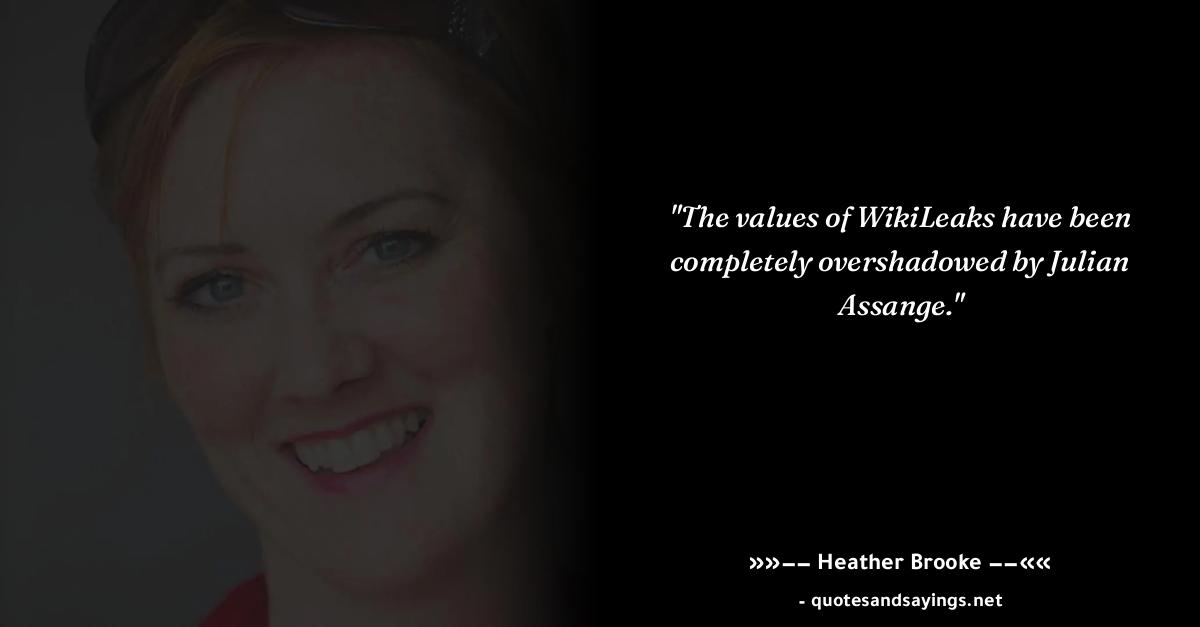 "The values of WikiLeaks have been
completely overshadowed by Julian
Assange."
»»−− Heather Brooke −−««
- quotesandsayings.net